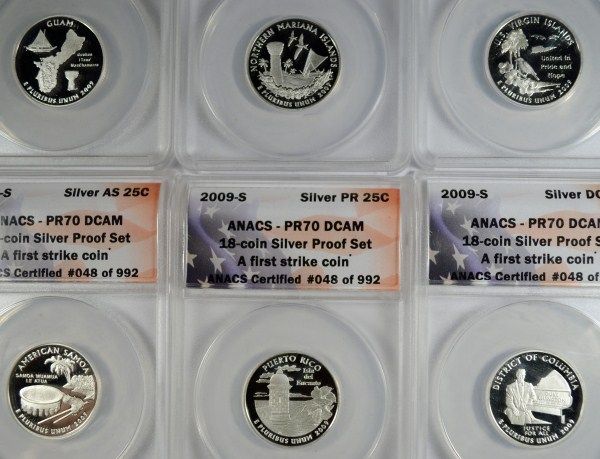 GUAM
Guahan
I Tano'
ManChamorro
E PLURIBUS UNUM 2009
NORTHERN MARIANA ISLANDS
E PLURIBUS UNUM 2009
U.S. VIRGIN ISLANDS
United in
Pride and
Hope
E PLURIBUS UNUM 2009
-S Silver AS 25C
NACS - PR70 DCAM
-coin Silver Proof Set
A first strike coin*
ACS Certified #048 of 992
2009-S Silver PR 25C
ANACS - PR70 DCAM
18-coin Silver Proof Set
A first strike coin*
ANACS Certified #048 of 992
2009-S Silver DC
ANACS - PR70 DCAM
18-coin Silver Proof S
A first strike coin*
ANACS Certified #048 of 992
AMERICAN SAMOA
SAMOA MUAMUA
LE ATUA
E PLURIBUS UNUM 2009
PUERTO RICO
Isla
del
Encanto
E PLURIBUS UNUM 2009
DISTRICT OF COLUMBIA
JUSTICE
FOR ALL
E PLURIBUS UNUM 2009